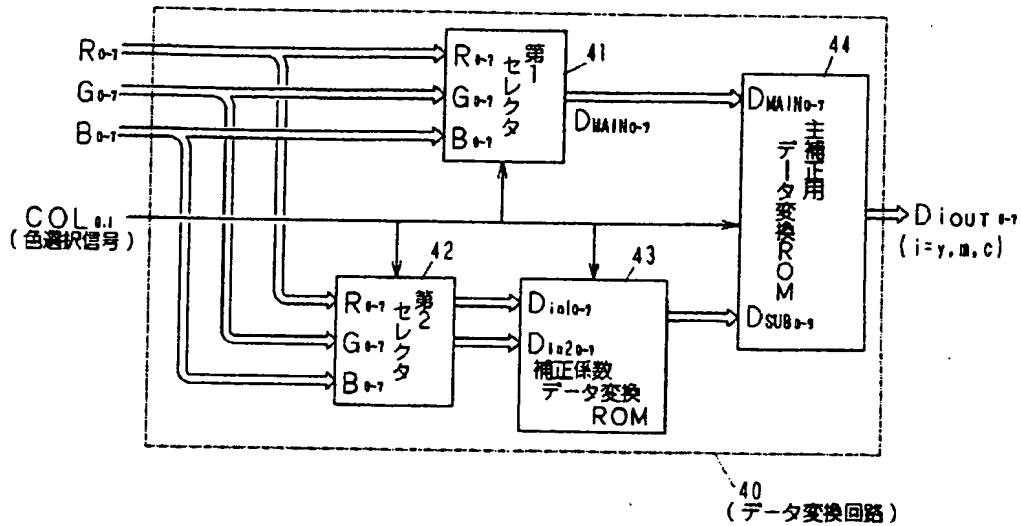 R0-7
G0-7
B0-7
COL0,1
(色選択信号)
R0-7
G0-7
B0-7
第1
セレクタ
41
DMAIN0-7
44
DMAIN0-7
主補正用
データ変換ROM
DSUB0-9
DiOUT0-7
(i=y,m,c)
42
R0-7
G0-7
B0-7
第2
セレクタ
43
Din10-7
Din20-7
補正係数
データ変換
ROM
40
(データ変換回路)